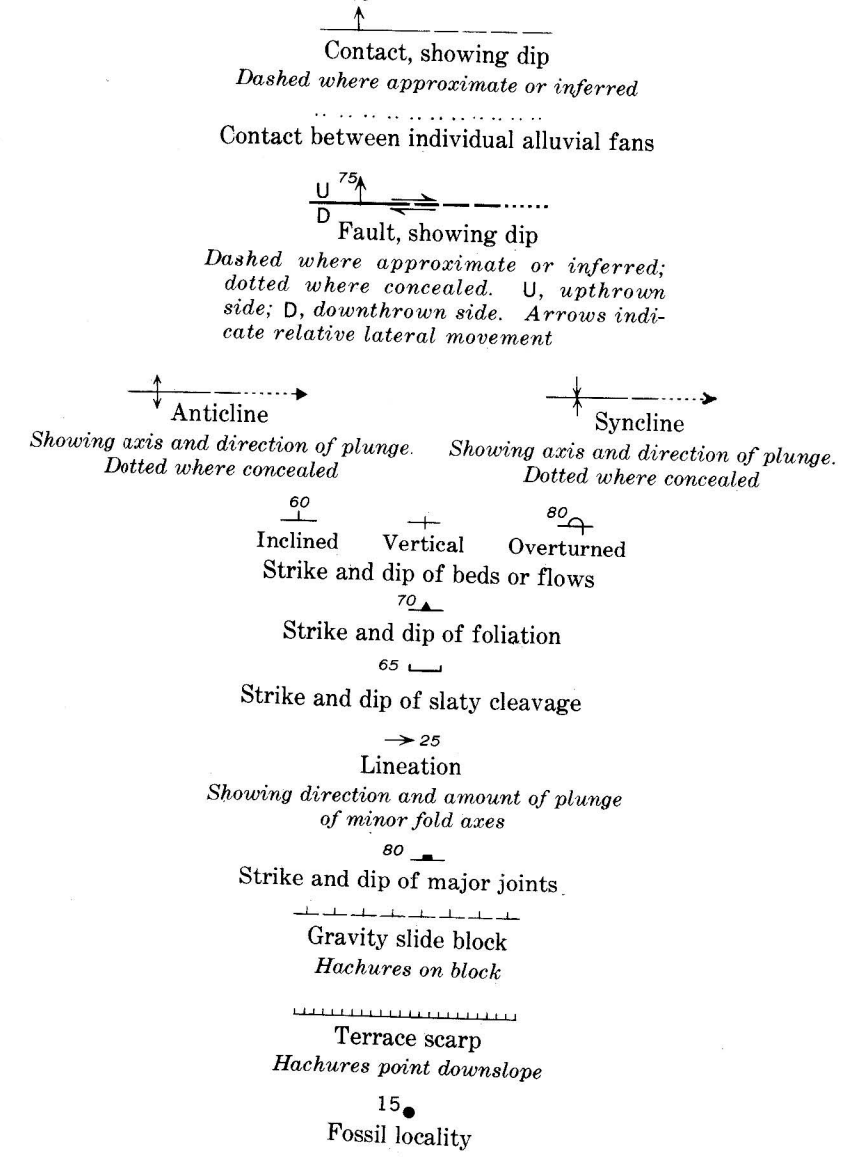 Contact, showing dip
Dashed where approximate or inferred
Contact between individual alluvial fans
U 75
D
Fault, showing dip
Dashed where approximate or inferred;
dotted where concealed. U, upthrown
side; D, downthrown side. Arrows indi-
cate relative lateral movement
Anticline
Showing axis and direction of plunge.
Dotted where concealed
Syncline
Showing axis and direction of plunge.
Dotted where concealed
60 80
Inclined Vertical Overturned
Strike and dip of beds or flows
70
Strike and dip of foliation
65
Strike and dip of slaty cleavage
25
Lineation
Showing direction and amount of plunge
of minor fold axes
80
Strike and dip of major joints
Gravity slide block
Hachures on block
Terrace scarp
Hachures point downslope
15
Fossil locality